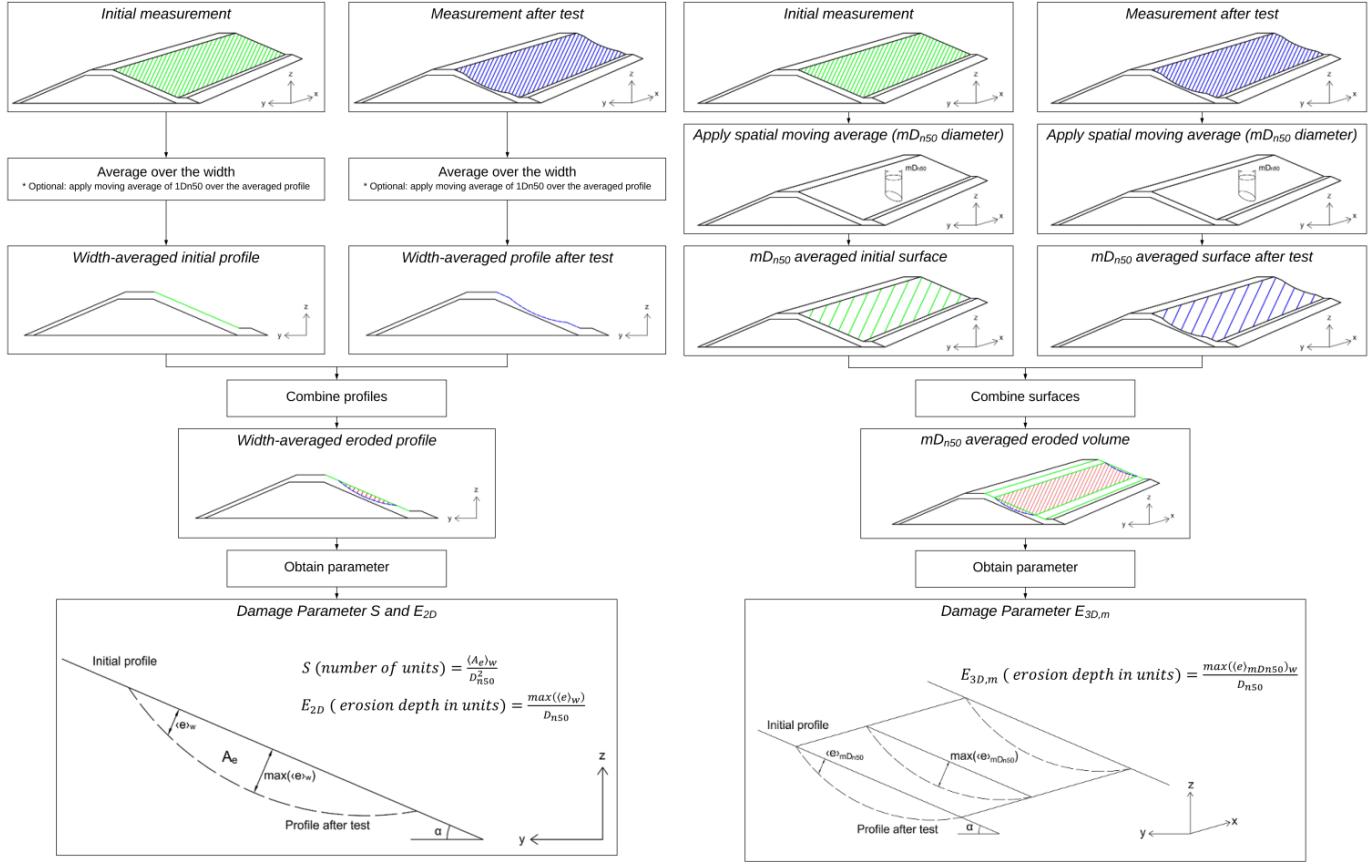 Initial measurement
z
y
x
Measurement after test
z
y
x
Average over the width
* Optional: apply moving average of 1Dn50 over the averaged profile
Average over the width
* Optional: apply moving average of 1Dn50 over the averaged profile
Width-averaged initial profile
z
y
Width-averaged profile after test
z
y
Combine profiles
Width-averaged eroded profile
z
y
Obtain parameter
Damage Parameter S and E2D
Initial profile
S (number of units) = ⟨Ae⟩w / D²n50
E2D ( erosion depth in units) = max(⟨e⟩w) / Dn50
‹e›w
Ae
max(‹e›w)
Profile after test
α
z
y
Initial measurement
z
y
x
Measurement after test
z
y
x
Apply spatial moving average (mDn50 diameter)
mDn50
z
y
x
Apply spatial moving average (mDn50 diameter)
mDn50
z
y
x
mDn50 averaged initial surface
z
y
x
mDn50 averaged surface after test
z
y
x
Combine surfaces
mDn50 averaged eroded volume
z
y
x
Obtain parameter
Damage Parameter E3D,m
E3D,m ( erosion depth in units) = max(⟨e⟩mDn50)w / Dn50
Initial profile
‹e›mDn50
max(‹e›mDn50)
Profile after test
α
z
y
x